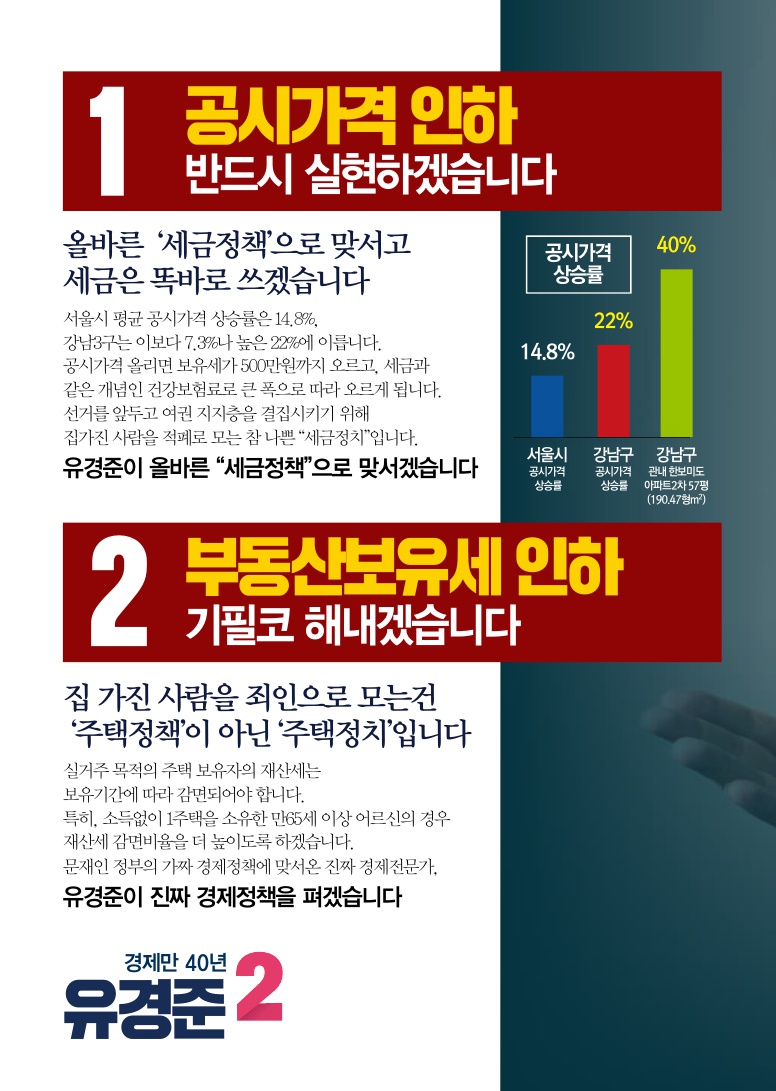 1
공시가격 인하
반드시 실현하겠습니다
올바른 ‘세금정책’으로 맞서고
세금은 똑바로 쓰겠습니다
서울시 평균 공시가격 상승률은 14.8%,
강남3구는 이보다 7.3%나 높은 22%에 이릅니다.
공시가격 올리면 보유세가 500만원까지 오르고, 세금과
같은 개념인 건강보험료로 큰 폭으로 따라 오르게 됩니다.
선거를 앞두고 여권 지지층을 결집시키기 위해
집가진 사람을 적폐로 모는 참 나쁜 “세금정치”입니다.
유경준이 올바른 “세금정책”으로 맞서겠습니다
공시가격
상승률
14.8%
22%
40%
서울시
공시가격
상승률
강남구
공시가격
상승률
강남구
관내 한보미도
아파트2차 57평
(190.47형m²)
2
부동산보유세 인하
기필코 해내겠습니다
집 가진 사람을 죄인으로 모는건
‘주택정책’이 아닌 ‘주택정치’입니다
실거주 목적의 주택 보유자의 재산세는
보유기간에 따라 감면되어야 합니다.
특히, 소득없이 1주택을 소유한 만65세 이상 어르신의 경우
재산세 감면비율을 더 높이도록 하겠습니다.
문재인 정부의 가짜 경제정책에 맞서온 진짜 경제전문가,
유경준이 진짜 경제정책을 펴겠습니다
경제만 40년
유경준 2